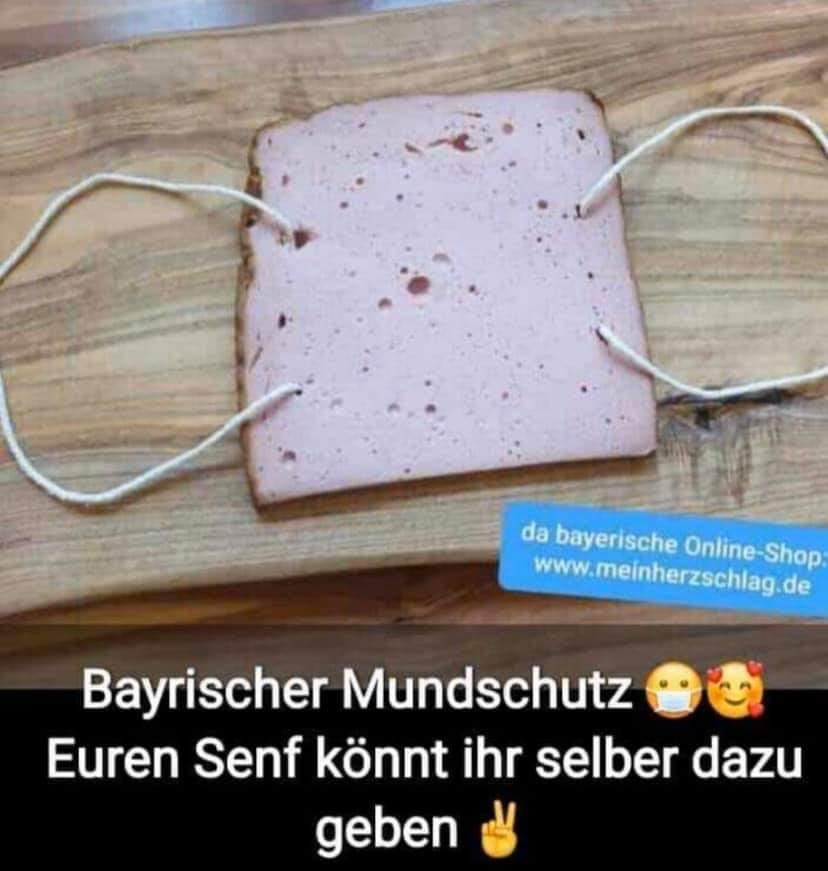 da bayerische Online-Shop:
www.meinherzschlag.de
Bayrischer Mundschutz 😷🥰
Euren Senf könnt ihr selber dazu
geben ✌